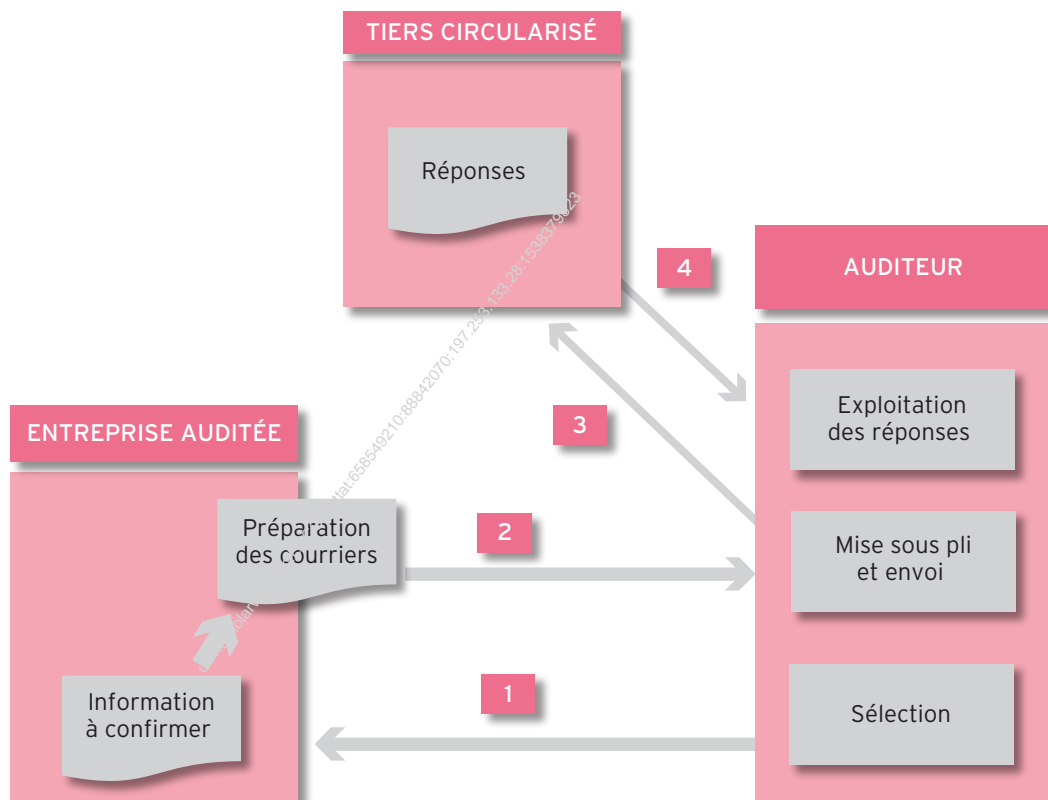 TIERS CIRCULARISÉ
Réponses
4
AUDITEUR
3
Exploitation
des réponses
ENTREPRISE AUDITÉE
Préparation
des courriers
2
Mise sous pli
et envoi
Information
à confirmer
1
Sélection